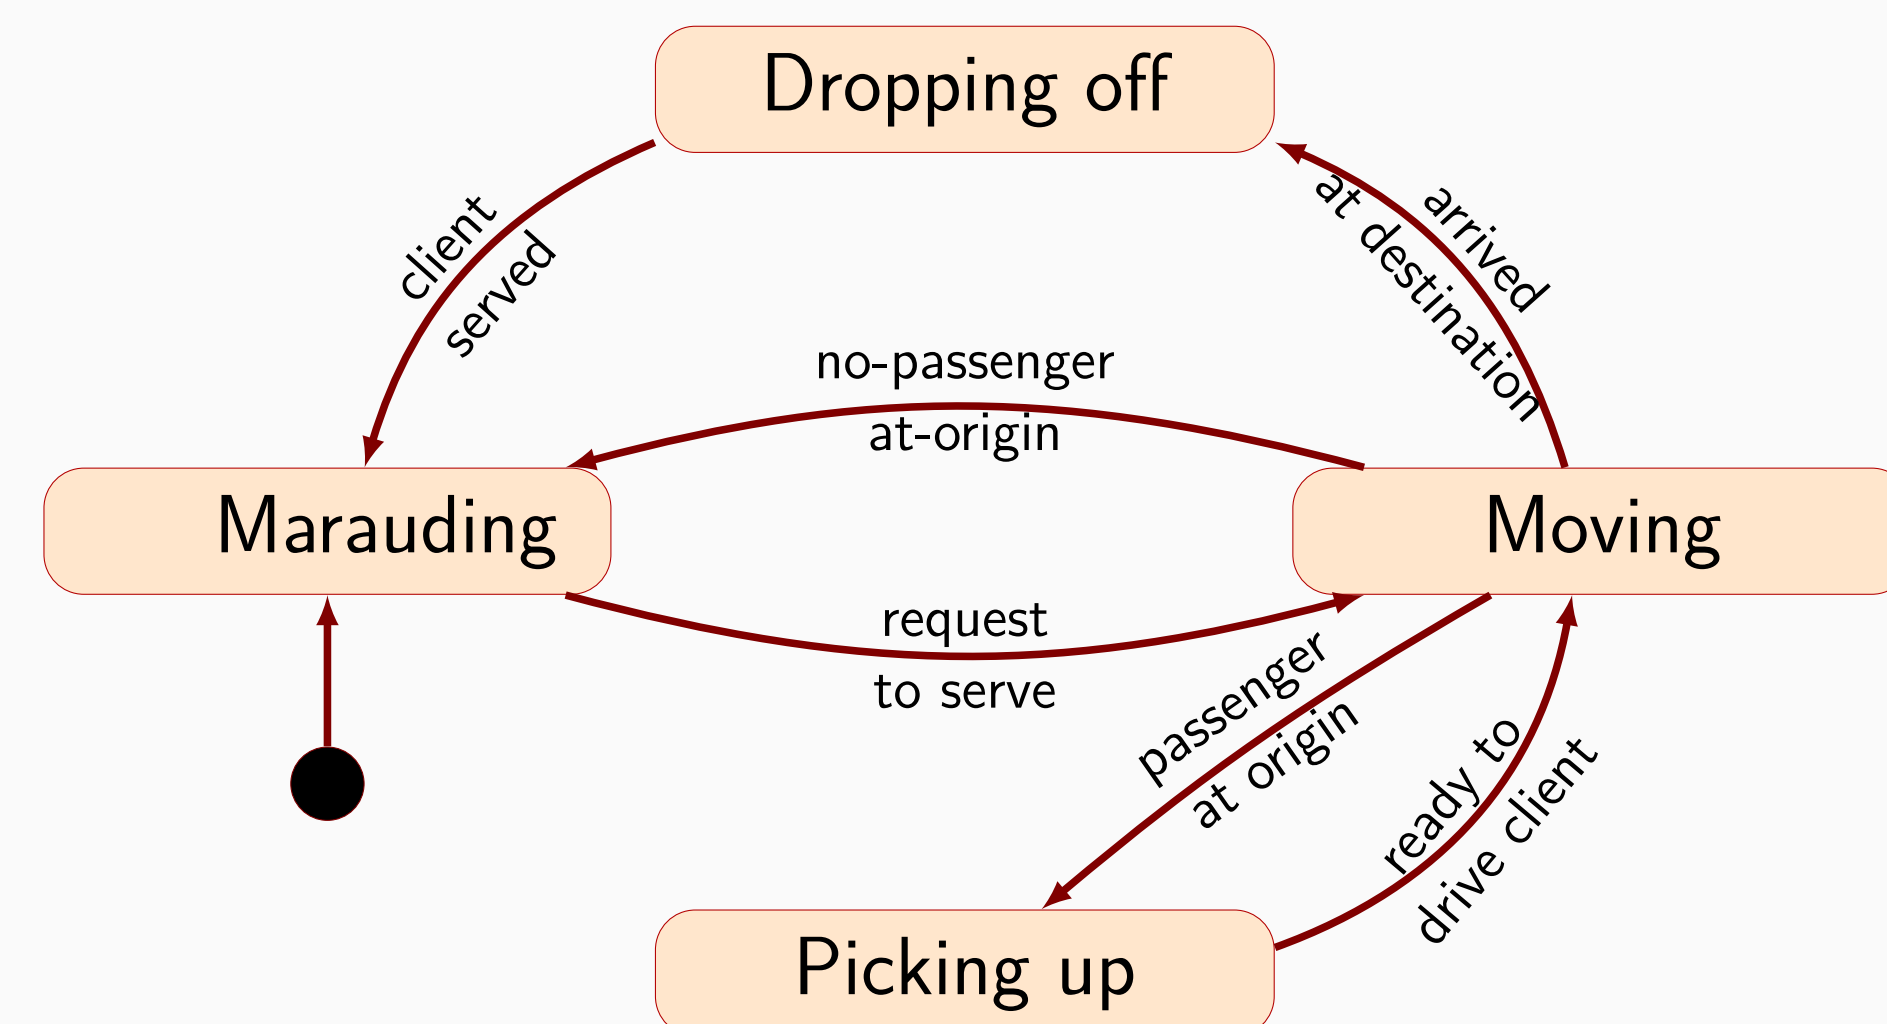 Dropping off
client
served
arrived
at destination
no-passenger
at-origin
Marauding
Moving
request
to serve
passenger
at origin
ready to
drive client
Picking up